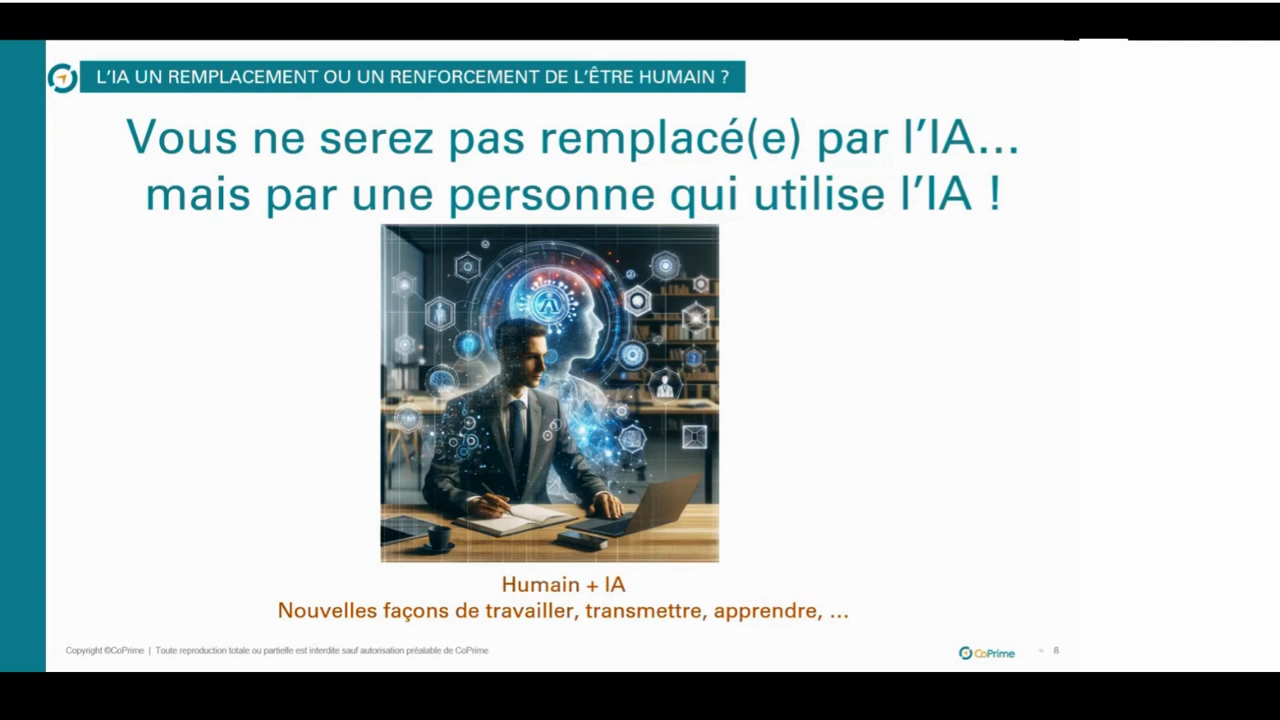 L'IA UN REMPLACEMENT OU UN RENFORCEMENT DE L'ÊTRE HUMAIN ?
Vous ne serez pas remplacé(e) par l'IA...
mais par une personne qui utilise l'IA !
Humain + IA
Nouvelles façons de travailler, transmettre, apprendre, ...
Copyright ©CoPrime | Toute reproduction totale ou partielle est interdite sauf autorisation préalable de CoPrime
CoPrime
8